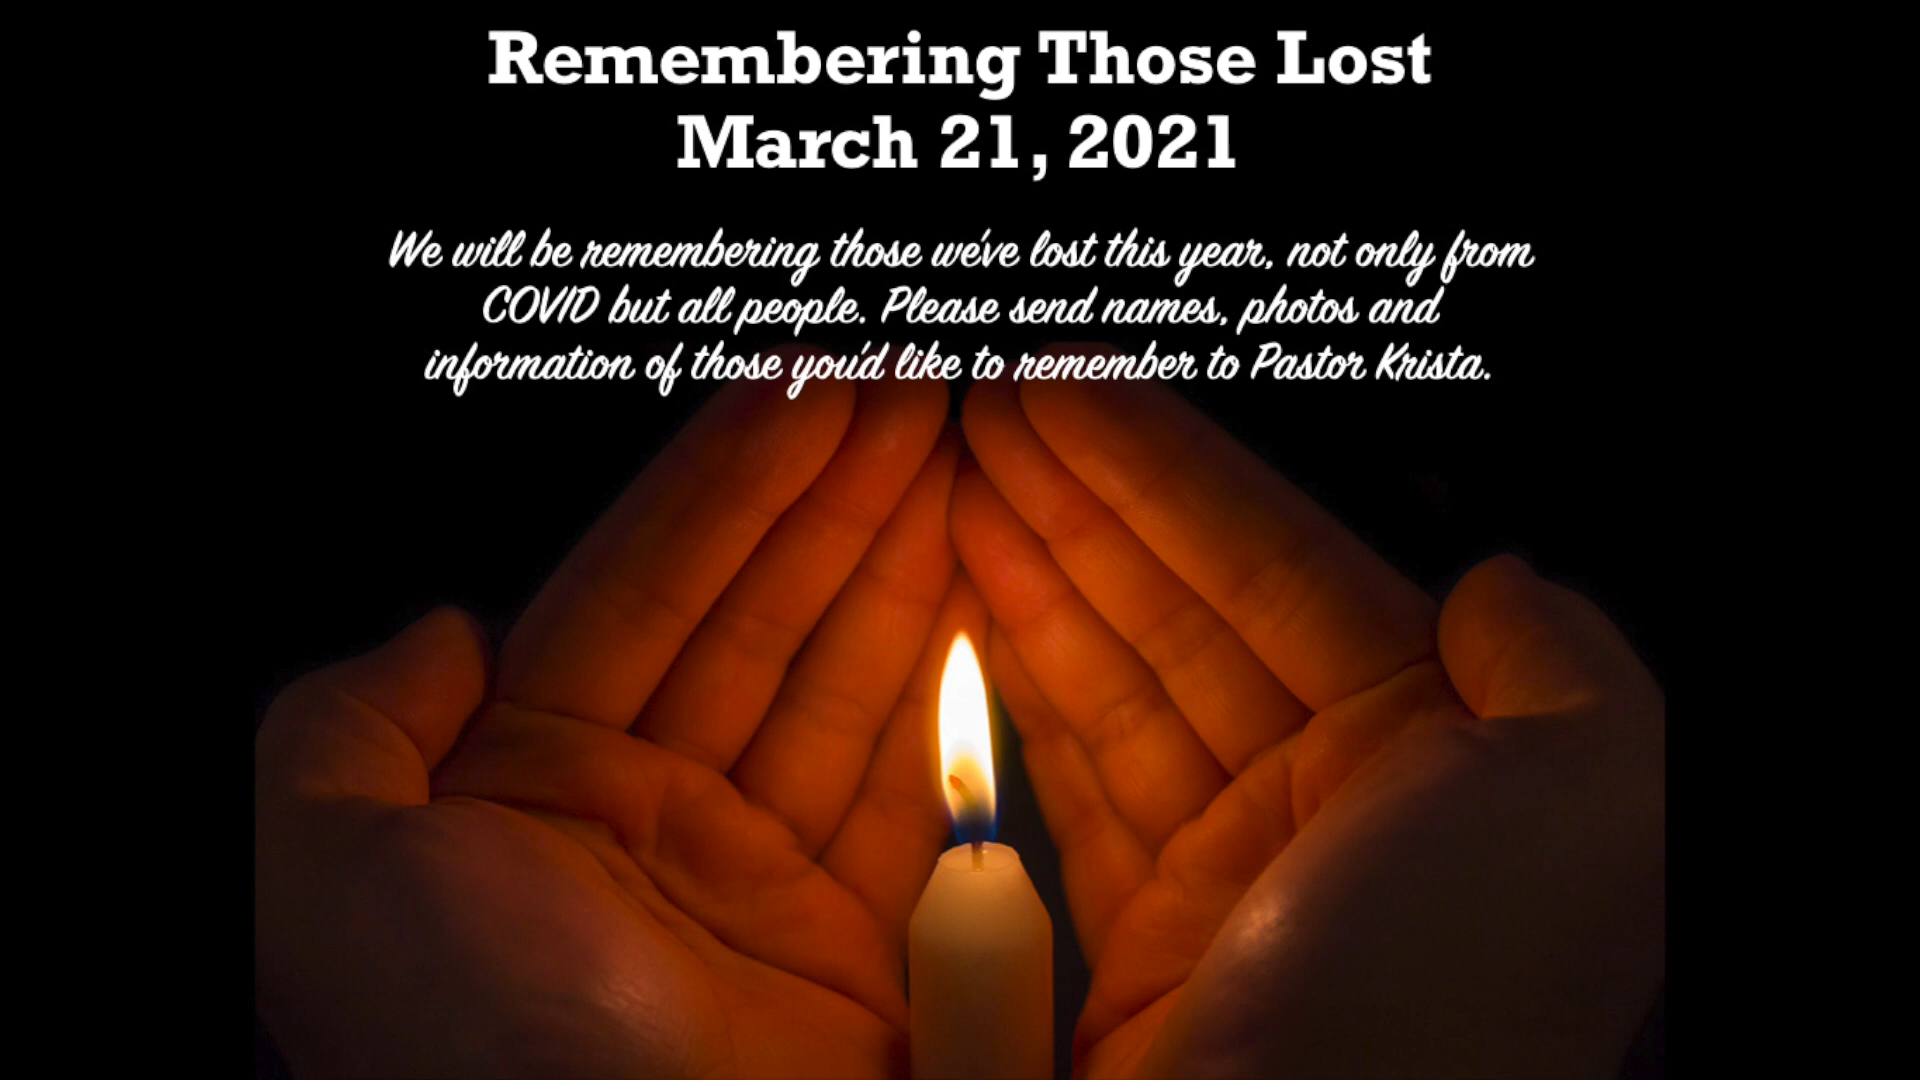 Remembering Those Lost
March 21, 2021
We will be remembering those we've lost this year, not only from
COVID but all people. Please send names, photos and
information of those you'd like to remember to Pastor Krista.